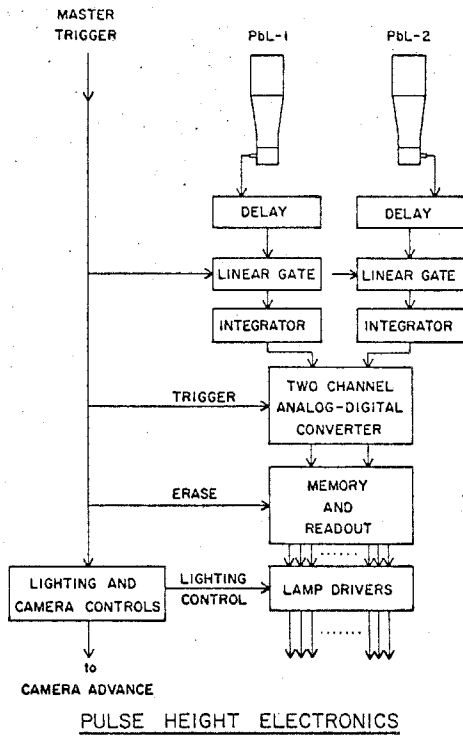 MASTER
TRIGGER
PbL-1
PbL-2
DELAY
DELAY
LINEAR GATE
LINEAR GATE
INTEGRATOR
INTEGRATOR
TRIGGER
TWO CHANNEL
ANALOG-DIGITAL
CONVERTER
ERASE
MEMORY
AND
READOUT
LIGHTING AND
CAMERA CONTROLS
LIGHTING
CONTROL
LAMP DRIVERS
to
CAMERA ADVANCE
PULSE HEIGHT ELECTRONICS